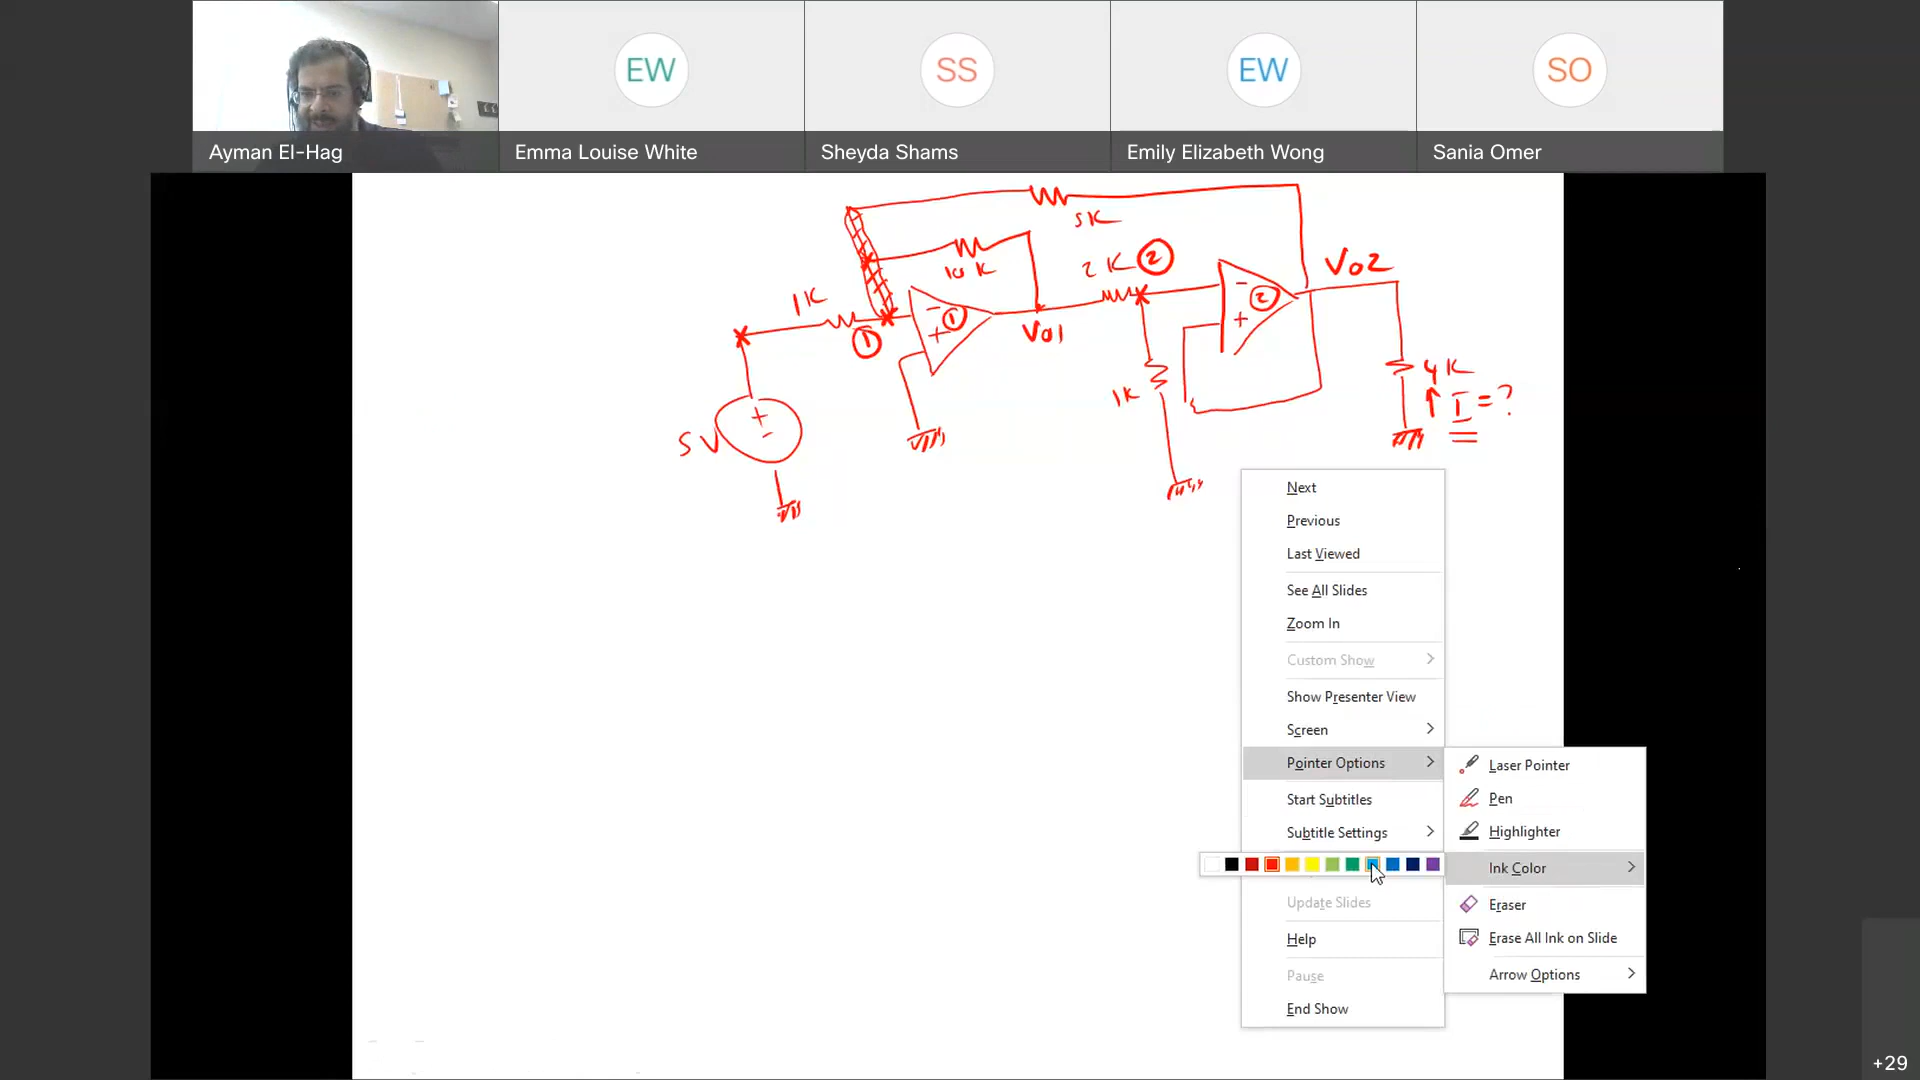 EW
SS
EW
SO
Ayman El-Hag
Emma Louise White
Sheyda Shams
Emily Elizabeth Wong
Sania Omer
5K
10K
2K
2
Vo2
1K
1
-
+
1
Vo1
-
+
2
1K
4K
I = ?
5V
+
-
Next
Previous
Last Viewed
See All Slides
Zoom In
Custom Show
Show Presenter View
Screen
Pointer Options
Start Subtitles
Subtitle Settings
Update Slides
Help
Pause
End Show
Laser Pointer
Pen
Highlighter
Ink Color
Eraser
Erase All Ink on Slide
Arrow Options
+29